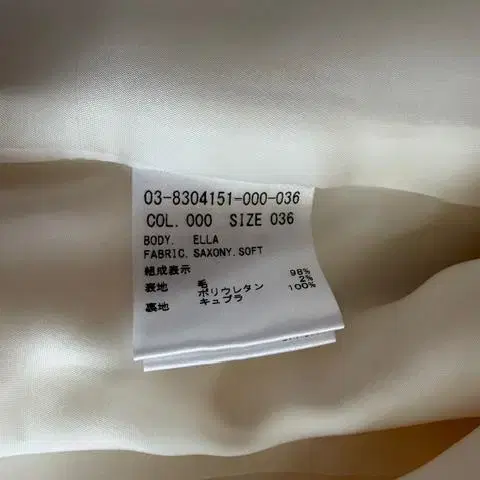 03-8304151-000-036
COL. 000 SIZE 036
BODY. ELLA
FABRIC. SAXONY. SOFT
組成表示
表地 毛 98%
ポリウレタン 2%
裏地 キュプラ 100%